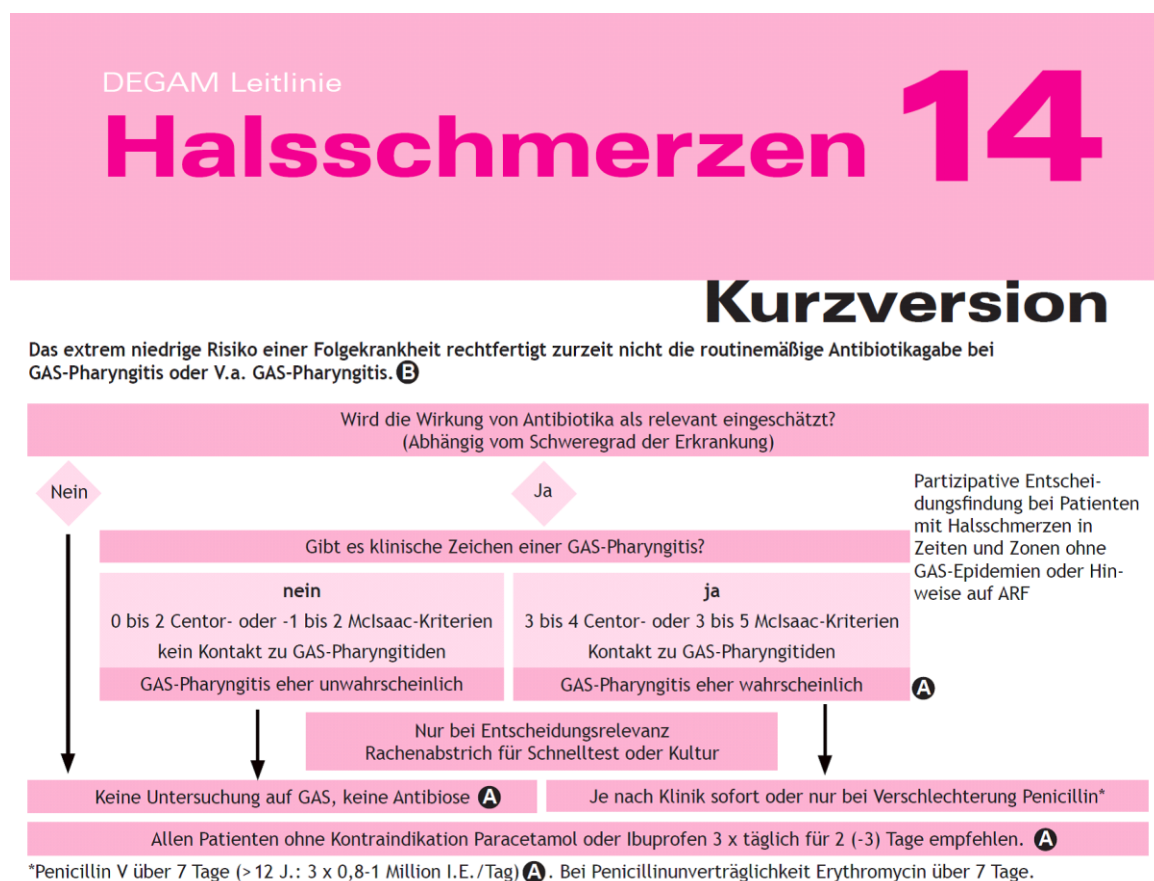 DEGAM Leitlinie
Halsschmerzen 14
Kurzversion
Das extrem niedrige Risiko einer Folgekrankheit rechtfertigt zurzeit nicht die routinemäßige Antibiotikagabe bei
GAS-Pharyngitis oder V.a. GAS-Pharyngitis. B
Wird die Wirkung von Antibiotika als relevant eingeschätzt?
(Abhängig vom Schweregrad der Erkrankung)
Nein
Ja
Partizipative Entschei-
dungsfindung bei Patienten
mit Halsschmerzen in
Zeiten und Zonen ohne
GAS-Epidemien oder Hin-
weise auf ARF
Gibt es klinische Zeichen einer GAS-Pharyngitis?
nein
0 bis 2 Centor- oder -1 bis 2 McIsaac-Kriterien
kein Kontakt zu GAS-Pharyngitiden
GAS-Pharyngitis eher unwahrscheinlich
ja
3 bis 4 Centor- oder 3 bis 5 McIsaac-Kriterien
Kontakt zu GAS-Pharyngitiden
GAS-Pharyngitis eher wahrscheinlich A
Nur bei Entscheidungsrelevanz
Rachenabstrich für Schnelltest oder Kultur
Keine Untersuchung auf GAS, keine Antibiose A
Je nach Klinik sofort oder nur bei Verschlechterung Penicillin*
Allen Patienten ohne Kontraindikation Paracetamol oder Ibuprofen 3 x täglich für 2 (-3) Tage empfehlen. A
*Penicillin V über 7 Tage (>12 J.: 3 x 0,8-1 Million I.E./Tag) A. Bei Penicillinunverträglichkeit Erythromycin über 7 Tage.